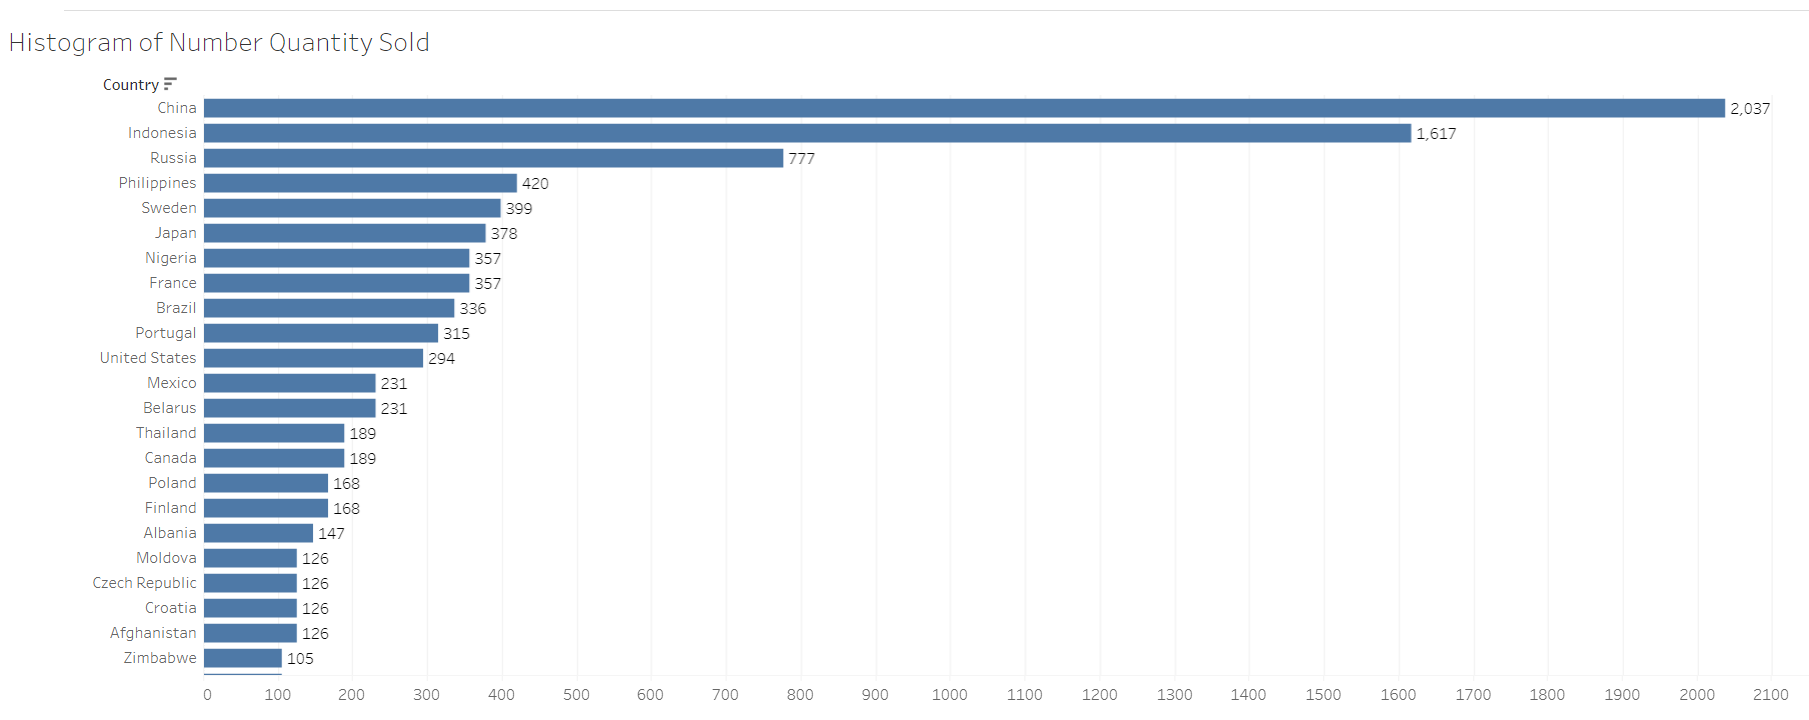 Histogram of Number Quantity Sold
Country
China 2,037
Indonesia 1,617
Russia 777
Philippines 420
Sweden 399
Japan 378
Nigeria 357
France 357
Brazil 336
Portugal 315
United States 294
Mexico 231
Belarus 231
Thailand 189
Canada 189
Poland 168
Finland 168
Albania 147
Moldova 126
Czech Republic 126
Croatia 126
Afghanistan 126
Zimbabwe 105
0 100 200 300 400 500 600 700 800 900 1000 1100 1200 1300 1400 1500 1600 1700 1800 1900 2000 2100